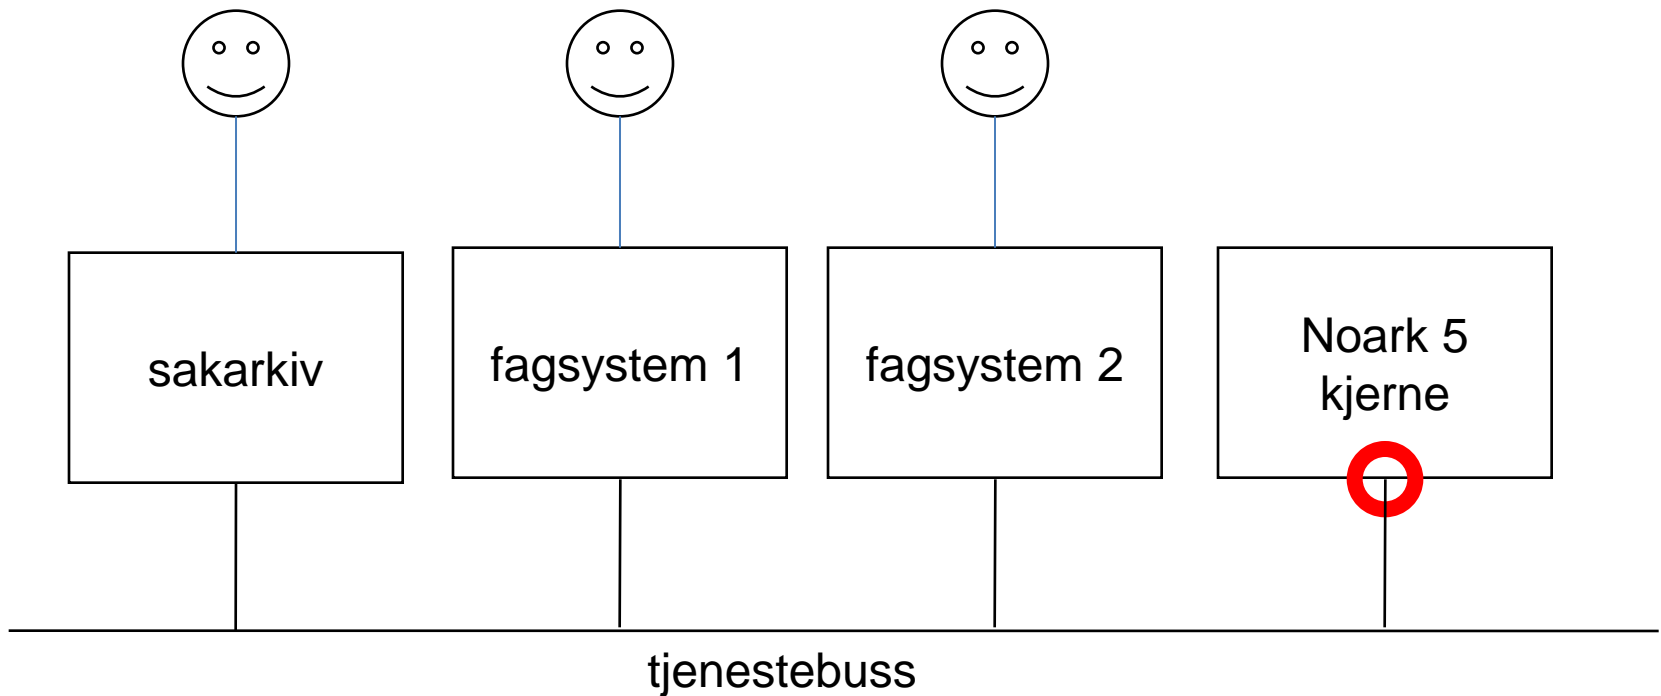 sakarkiv
fagsystem 1
fagsystem 2
Noark 5
kjerne
tjenestebuss